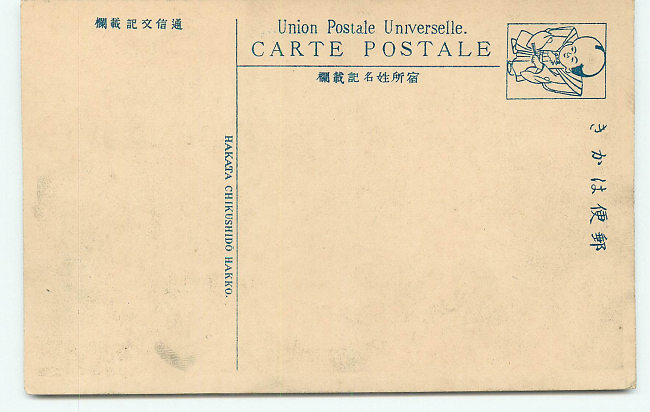 通信文記載欄
Union Postale Universelle.
CARTE POSTALE
宿所姓名記載欄
郵便はかき
HAKATA CHIKUSHIDŌ HAKKO.